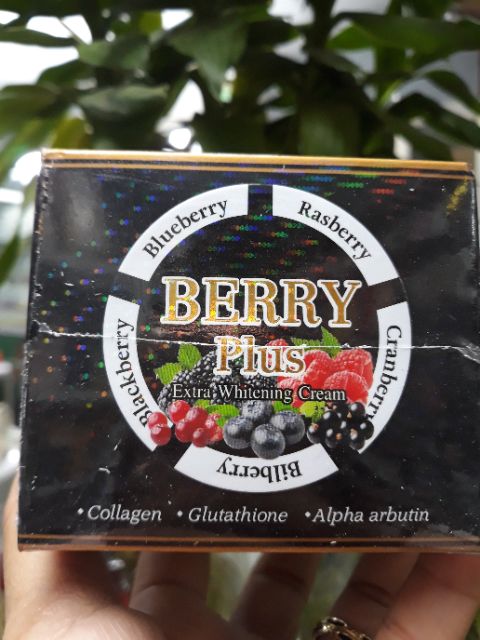 Blueberry
Rasberry
Cranberry
Bilberry
Blackberry
BERRY
Plus
Extra Whitening Cream
• Collagen • Glutathione • Alpha arbutin